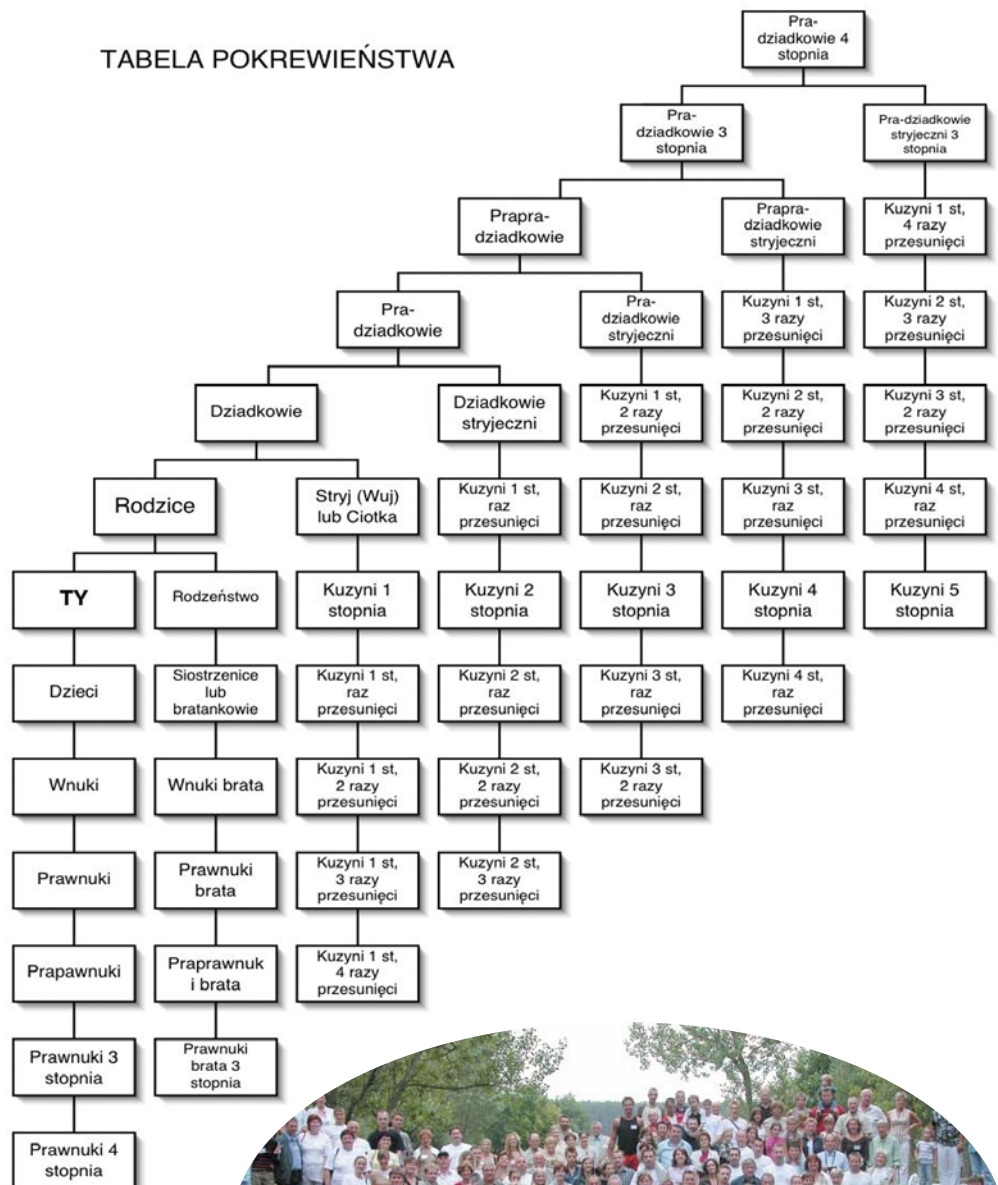 TABELA POKREWIEŃSTWA
Pra-
dziadkowie 4
stopnia
Pra-
dziadkowie 3
stopnia
Pra-dziadkowie
stryjeczni 3
stopnia
Prapra-
dziadkowie
Prapra-
dziadkowie
stryjeczni
Kuzyni 1 st,
4 razy
przesunięci
Pra-
dziadkowie
Pra-
dziadkowie
stryjeczni
Kuzyni 1 st,
3 razy
przesunięci
Kuzyni 2 st,
3 razy
przesunięci
Dziadkowie
Dziadkowie
stryjeczni
Kuzyni 1 st,
2 razy
przesunięci
Kuzyni 2 st,
2 razy
przesunięci
Kuzyni 3 st,
2 razy
przesunięci
Rodzice
Stryj (Wuj)
lub Ciotka
Kuzyni 1 st,
raz
przesunięci
Kuzyni 2 st,
raz
przesunięci
Kuzyni 3 st,
raz
przesunięci
Kuzyni 4 st,
raz
przesunięci
TY
Rodzeństwo
Kuzyni 1
stopnia
Kuzyni 2
stopnia
Kuzyni 3
stopnia
Kuzyni 4
stopnia
Kuzyni 5
stopnia
Dzieci
Siostrzenice
lub
bratankowie
Kuzyni 1 st,
raz
przesunięci
Kuzyni 2 st,
raz
przesunięci
Kuzyni 3 st,
raz
przesunięci
Kuzyni 4 st,
raz
przesunięci
Wnuki
Wnuki brata
Kuzyni 1 st,
2 razy
przesunięci
Kuzyni 2 st,
2 razy
przesunięci
Kuzyni 3 st,
2 razy
przesunięci
Prawnuki
Prawnuki
brata
Kuzyni 1 st,
3 razy
przesunięci
Kuzyni 2 st,
3 razy
przesunięci
Prapawnuki
Praprawnuk
i brata
Kuzyni 1 st,
4 razy
przesunięci
Prawnuki 3
stopnia
Prawnuki
brata 3
stopnia
Prawnuki 4
stopnia